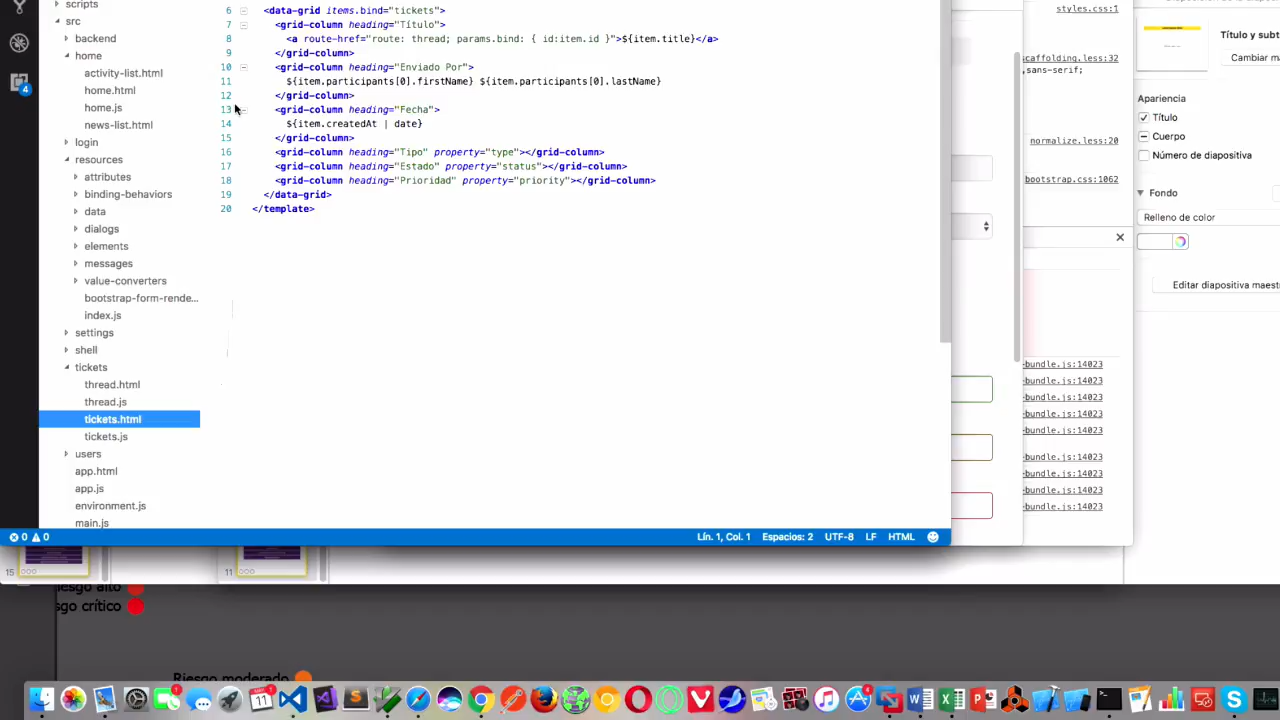 scripts
src
backend
home
activity-list.html
home.html
home.js
news-list.html
login
resources
attributes
binding-behaviors
data
dialogs
elements
messages
value-converters
bootstrap-form-rende...
index.js
settings
shell
tickets
thread.html
thread.js
tickets.html
tickets.js
users
app.html
app.js
environment.js
main.js
4
6 <data-grid items.bind="tickets">
7 <grid-column heading="Título">
8 <a route-href="route: thread; params.bind: { id:item.id }">${item.title}</a>
9 </grid-column>
10 <grid-column heading="Enviado Por">
11 ${item.participants[0].firstName} ${item.participants[0].lastName}
12 </grid-column>
13 <grid-column heading="Fecha">
14 ${item.createdAt | date}
15 </grid-column>
16 <grid-column heading="Tipo" property="type"></grid-column>
17 <grid-column heading="Estado" property="status"></grid-column>
18 <grid-column heading="Prioridad" property="priority"></grid-column>
19 </data-grid>
20 </template>
0 0
Lín. 1, Col. 1 Espacios: 2 UTF-8 LF HTML
styles.css:1
scaffolding.less:32
,sans-serif;
normalize.less:20
bootstrap.css:1062
-bundle.js:14023
-bundle.js:14023
-bundle.js:14023
-bundle.js:14023
-bundle.js:14023
-bundle.js:14023
-bundle.js:14023
-bundle.js:14023
-bundle.js:14023
Título y subt
Cambiar m
Apariencia
Título
Cuerpo
Número de diapositiva
Fondo
Relleno de color
Editar diapositiva maest
15
11
iesgo alto
sgo crítico
Riesgo moderado
11